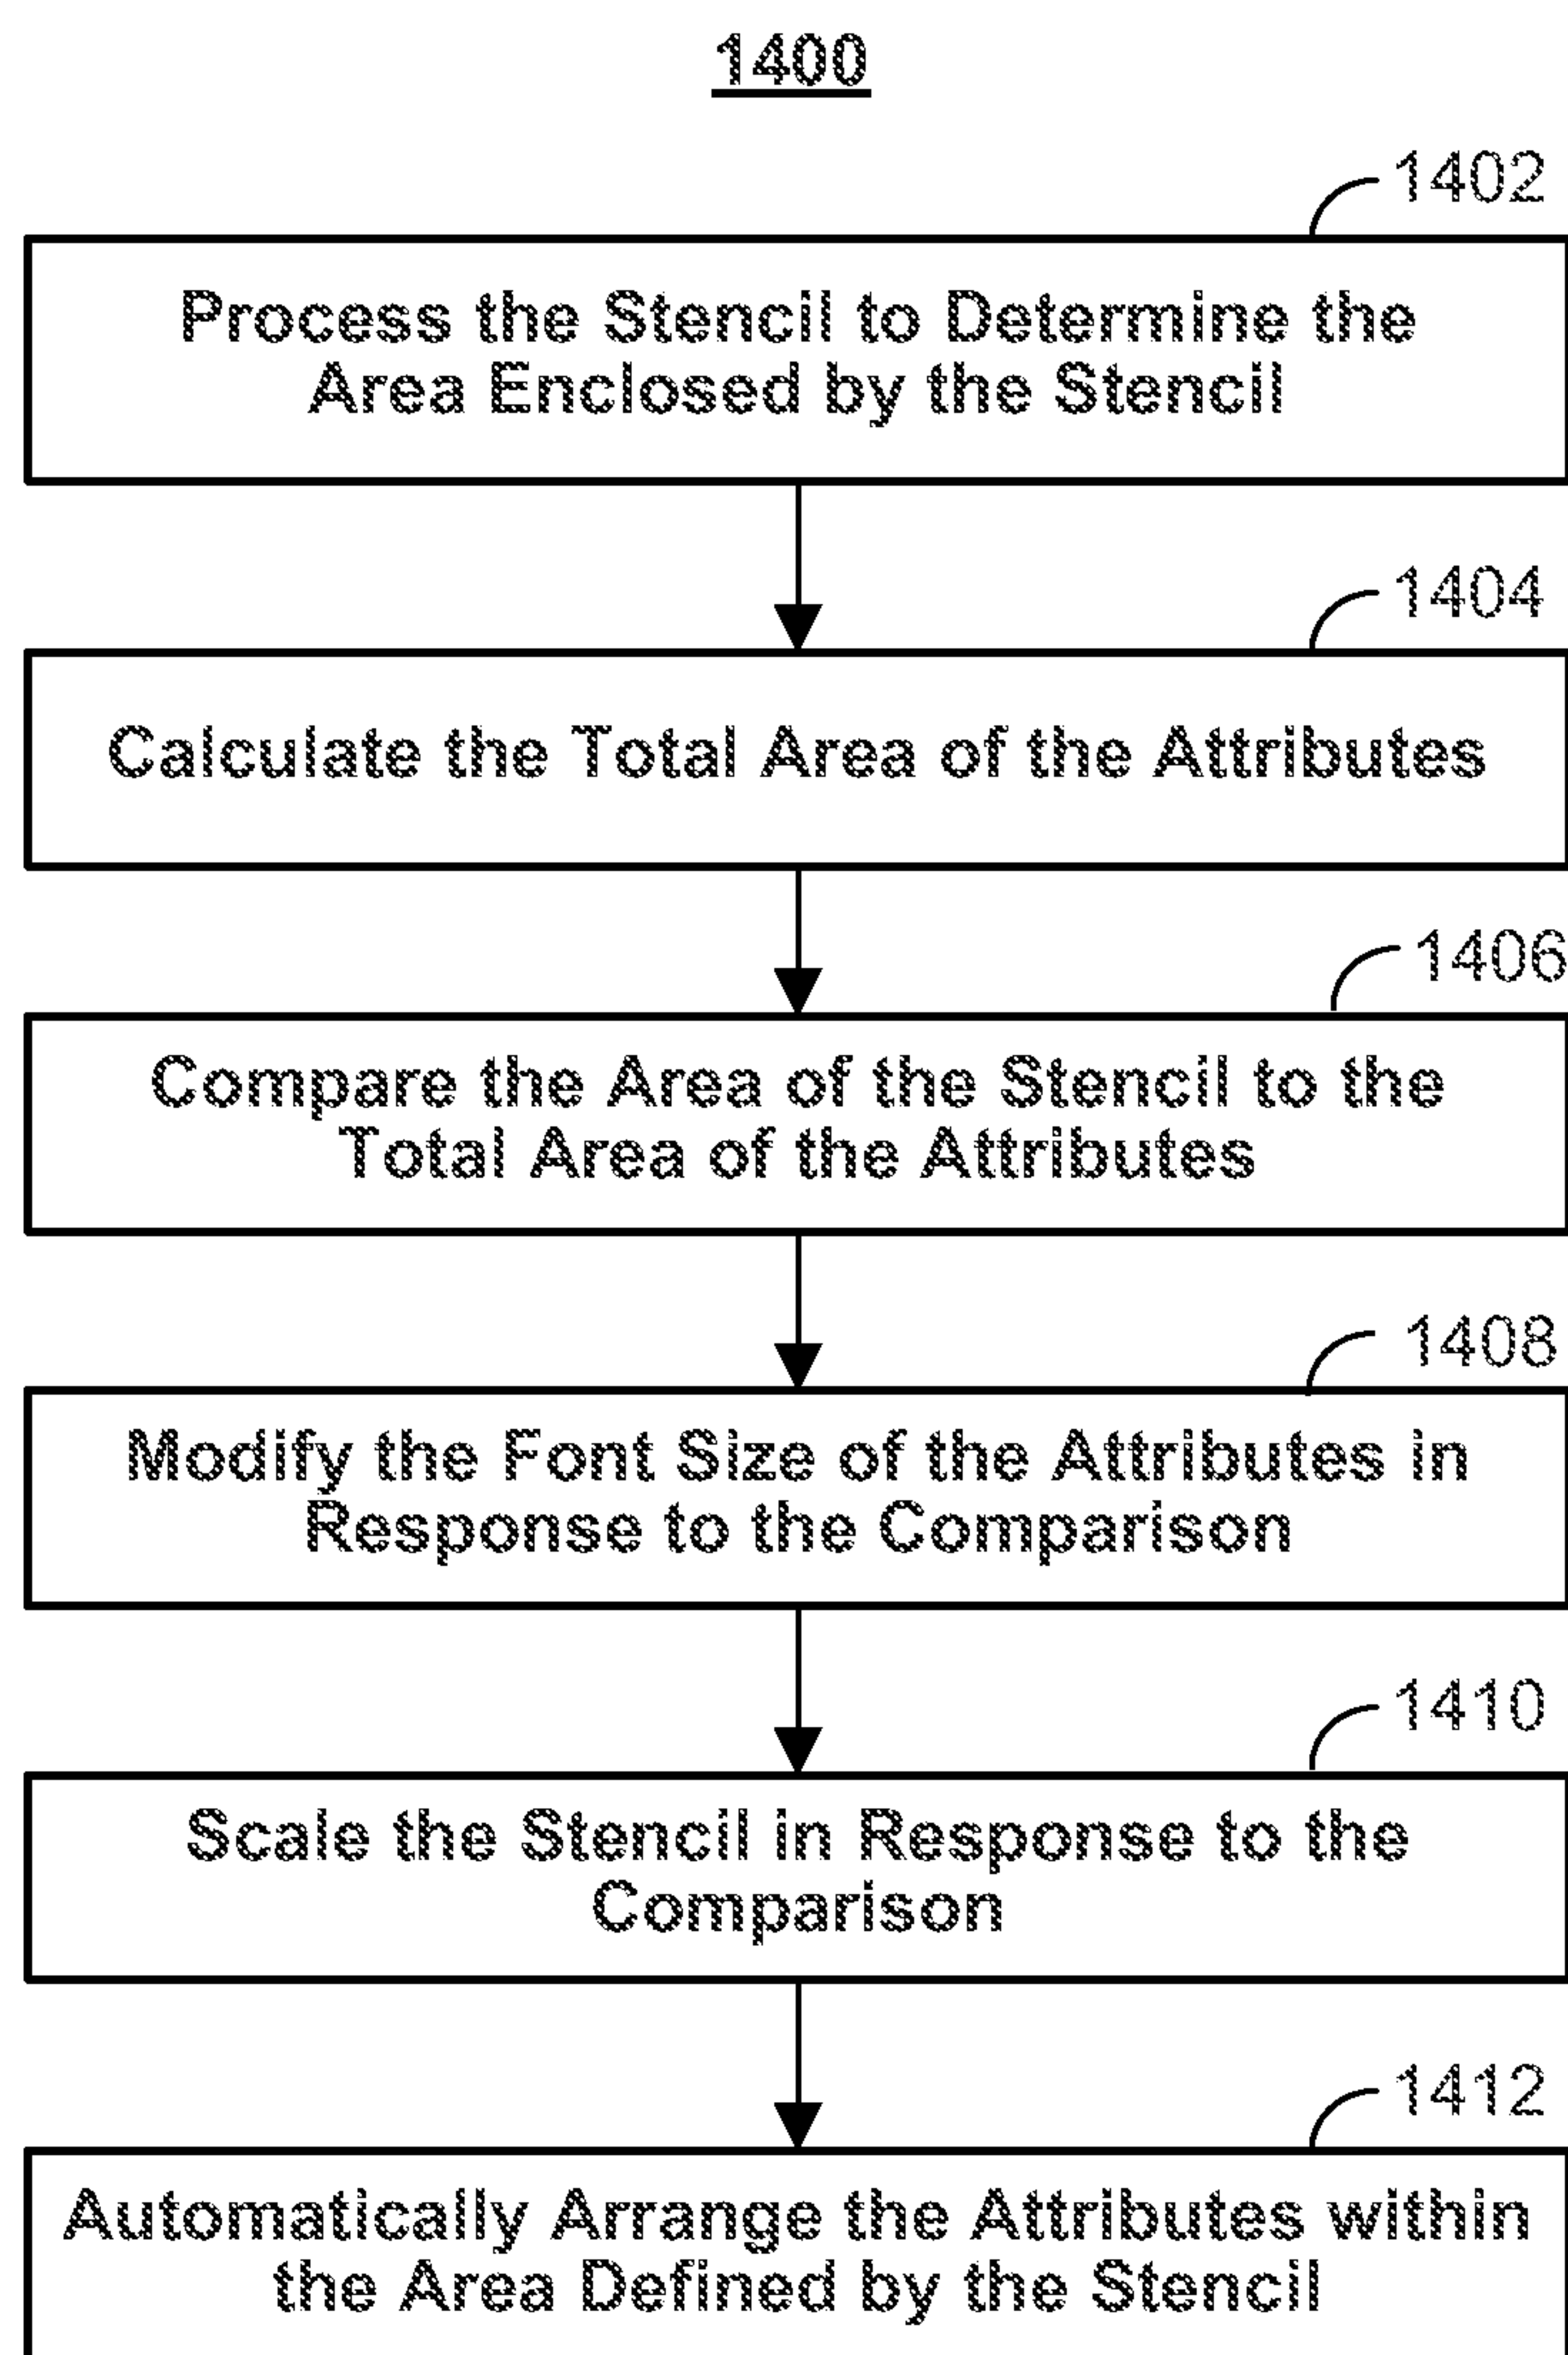 1400
1402
Process the Stencil to Determine the
Area Enclosed by the Stencil
1404
Calculate the Total Area of the Attributes
1406
Compare the Area of the Stencil to the
Total Area of the Attributes
1408
Modify the Font Size of the Attributes in
Response to the Comparison
1410
Scale the Stencil in Response to the
Comparison
1412
Automatically Arrange the Attributes within
the Area Defined by the Stencil